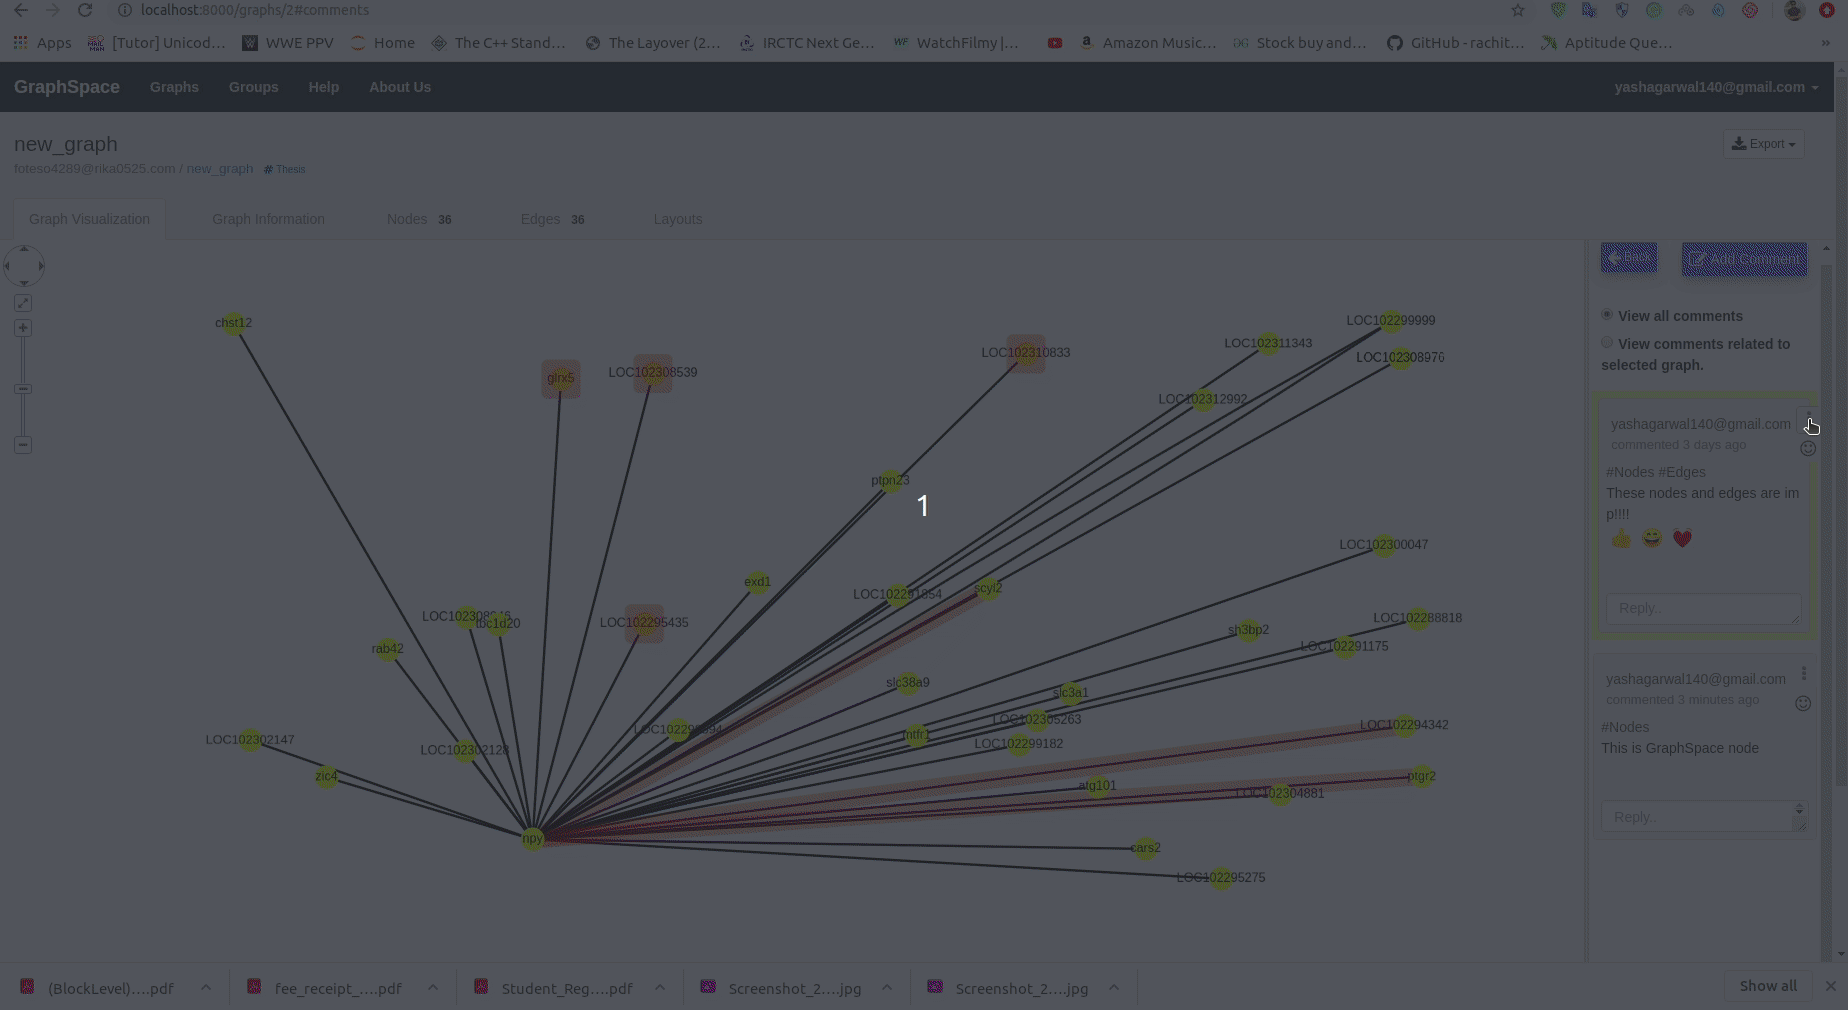 localhost:8000/graphs/2#comments
Apps [Tutor] Unicod... WWE PPV Home The C++ Stand... The Layover (2... IRCTC Next Ge... WatchFilmy |... Amazon Music... Stock buy and... GitHub - rachit... Aptitude Que... »
GraphSpace Graphs Groups Help About Us yashagarwal140@gmail.com
new_graph
Export
foteso4289@rika0525.com / new_graph # Thesis
Graph Visualization Graph Information Nodes 36 Edges 36 Layouts
Back Add Comment
View all comments
View comments related to
selected graph.
yashagarwal140@gmail.com
commented 3 days ago
#Nodes #Edges
These nodes and edges are im
p!!!!
Reply..
yashagarwal140@gmail.com
commented 3 minutes ago
#Nodes
This is GraphSpace node
Reply..
chst12
LOC102299999
LOC102311343
LOC102310833
LOC102308976
LOC102308539
glrx5
LOC102312992
ptpn23
1
LOC102300047
exd1
scyl2
LOC102291854
tbc1d20
LOC102288818
LOC102295435
sh3bp2
LOC102291175
rab42
slc38a9
slc3a1
LOC102305263
LOC102294342
mtfr1
LOC102302147
LOC102299182
LOC102302128
zic4
ptgr2
atg101
LOC102304881
npy
cars2
LOC102295275
(BlockLevel)....pdf fee_receipt_....pdf Student_Reg....pdf Screenshot_2....jpg Screenshot_2....jpg Show all